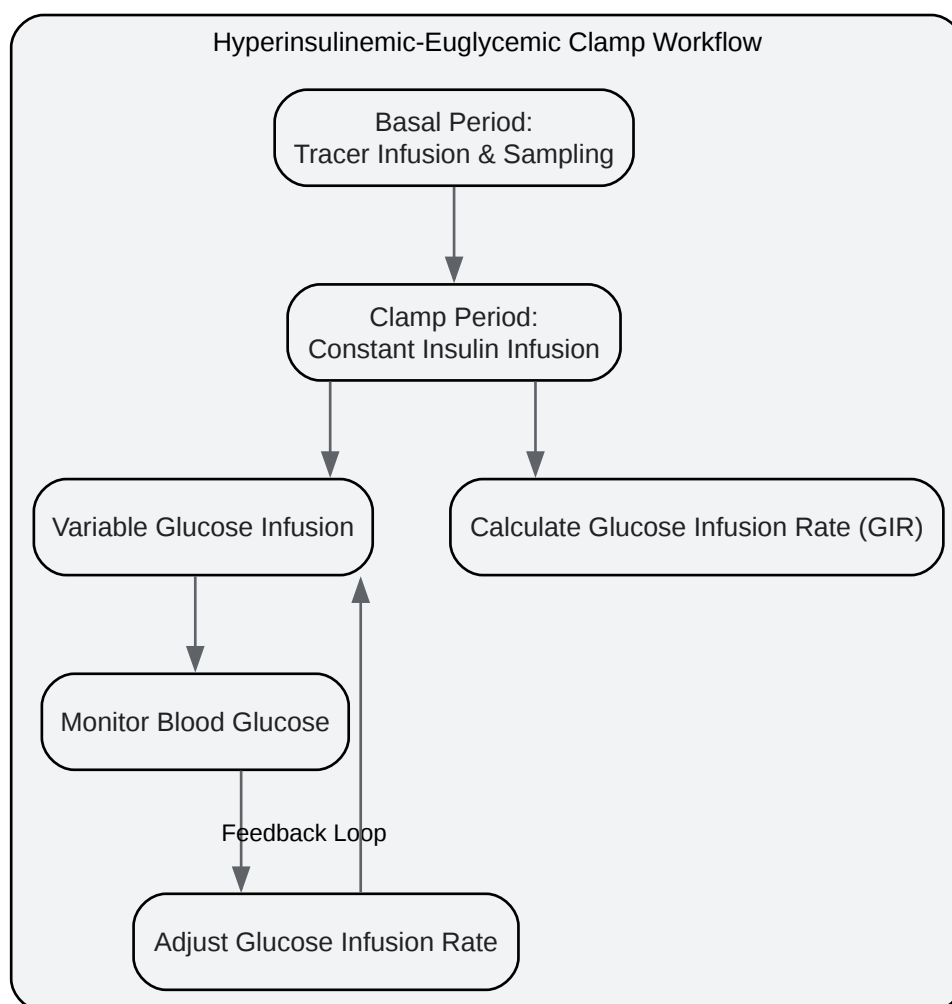 Hyperinsulinemic-Euglycemic Clamp Workflow
Basal Period:
Tracer Infusion & Sampling
Clamp Period:
Constant Insulin Infusion
Variable Glucose Infusion
Calculate Glucose Infusion Rate (GIR)
Monitor Blood Glucose
Feedback Loop
Adjust Glucose Infusion Rate